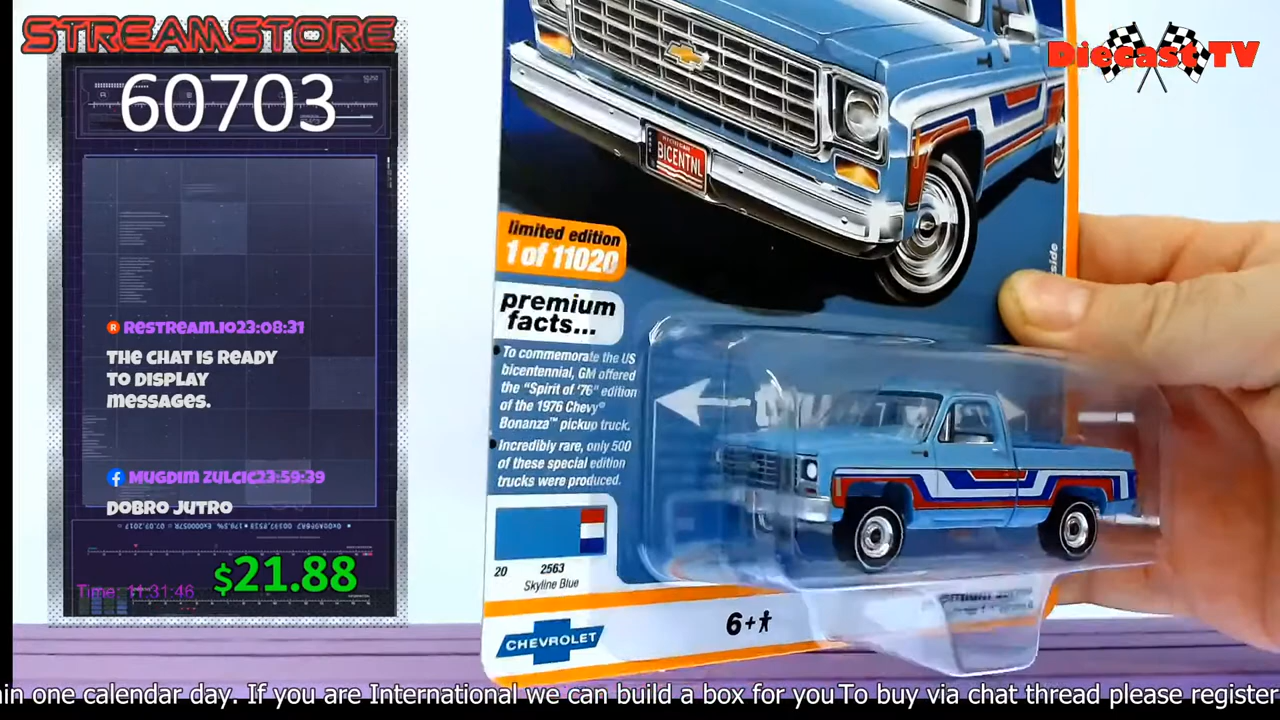 STREAMSTORE
60703
RESTREAM.IO23:08:31
THE CHAT IS READY
TO DISPLAY
MESSAGES.
MUGDIM ZULCIC23:59:39
DOBRO JUTRO
Time: 11:31:46
$21.88
Diecast TV
BICENTNL
limited edition
1 of 11020
premium
facts...
To commemorate the US
bicentennial, GM offered
the "Spirit of '76" edition
of the 1976 Chevy®
Bonanza™ pickup truck.
Incredibly rare, only 500
of these special edition
trucks were produced.
20
2563
Skyline Blue
CHEVROLET
6+
in one calendar day. If you are International we can build a box for youTo buy via chat thread please register